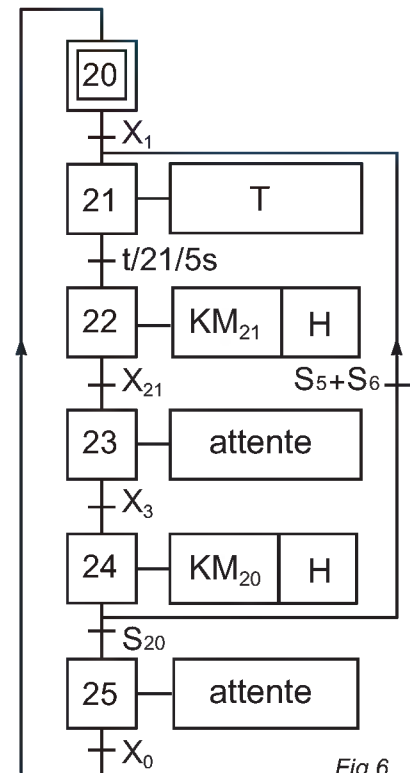 20
X₁
21 T
t/21/5s
22 KM₂₁ H
X₂₁ S₅+S₆
23 attente
X₃
24 KM₂₀ H
S₂₀
25 attente
X₀
Fig 6